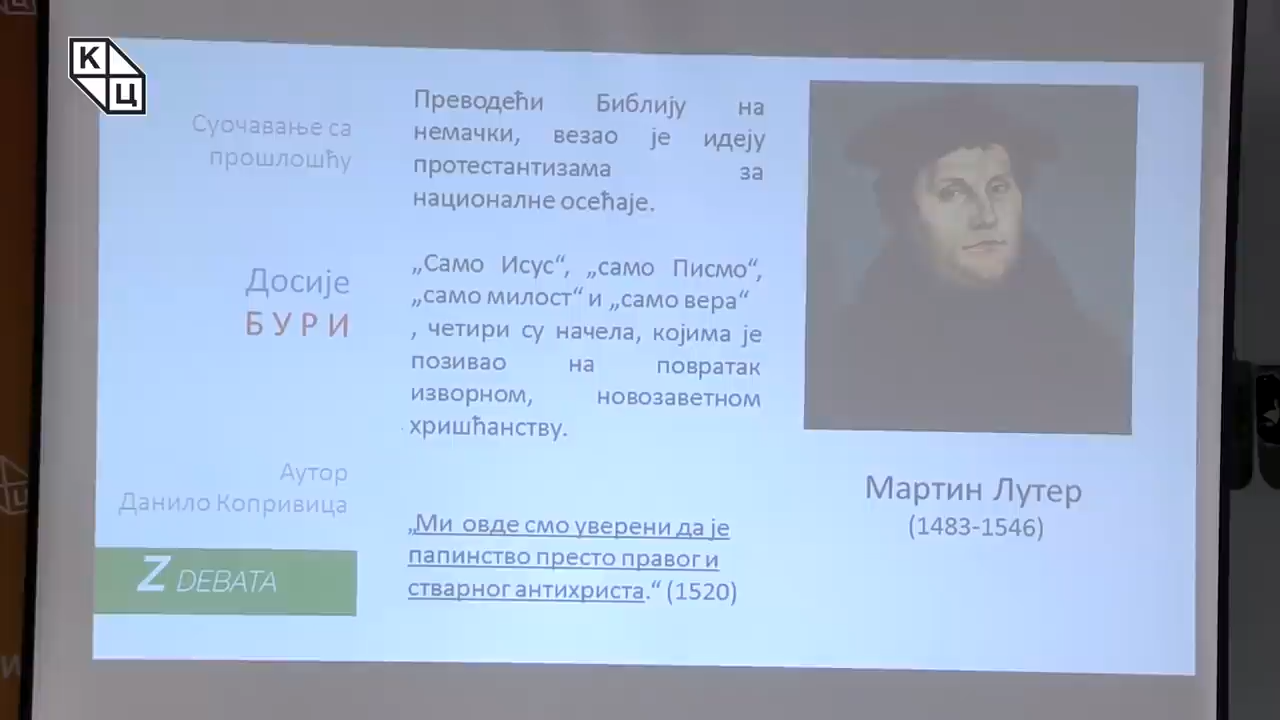 К
Ц
Суочавање са
прошлошћу
Досије
БУРИ
Аутор
Данило Копривица
Z DEBATA
Преводећи Библију на
немачки, везао је идеју
протестантизама за
националне осећаје.
„Само Исус“, „само Писмо“,
„само милост“ и „само вера“
, четири су начела, којима је
позивао на повратак
изворном, новозаветном
хришћанству.
„Ми овде смо уверени да је
папинство престо правог и
стварног антихриста.“ (1520)
Мартин Лутер
(1483-1546)